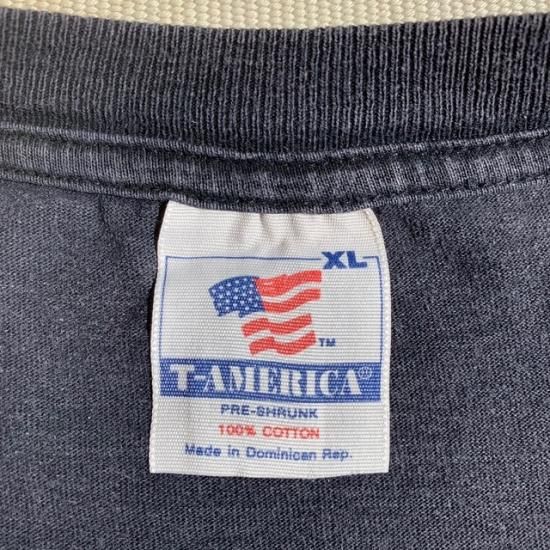 XL
TM
T-AMERICA®
PRE-SHRUNK
100% COTTON
Made in Dominican Rep.